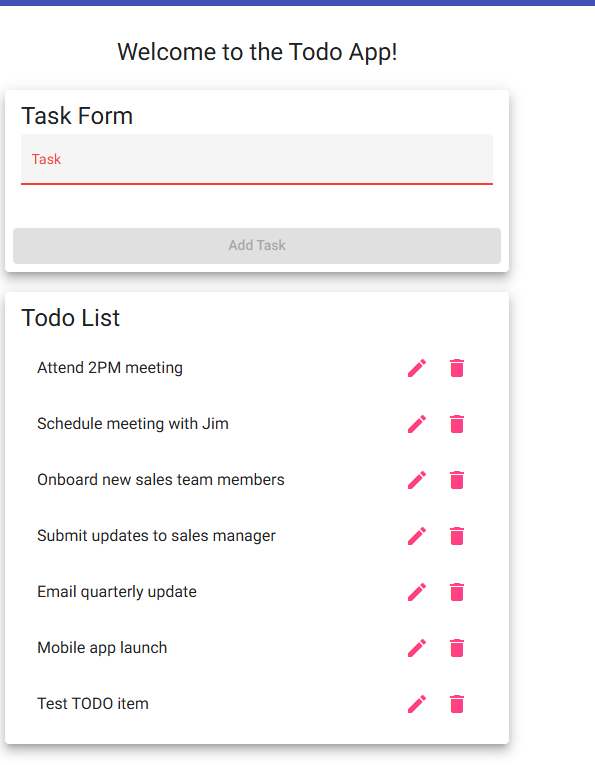 Welcome to the Todo App!
Task Form
Task
Add Task
Todo List
Attend 2PM meeting
Schedule meeting with Jim
Onboard new sales team members
Submit updates to sales manager
Email quarterly update
Mobile app launch
Test TODO item